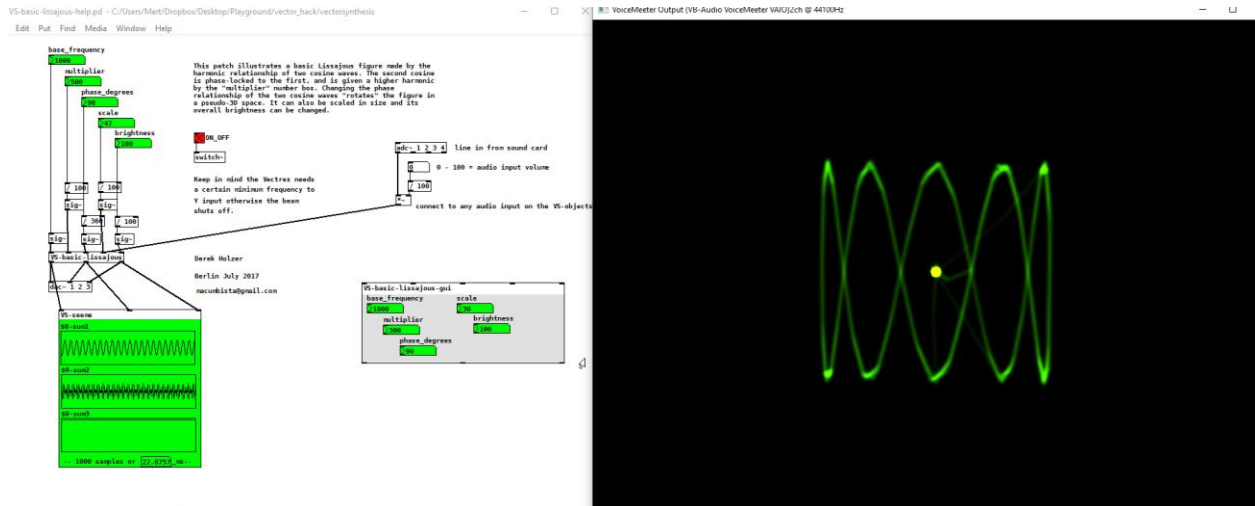 VS-basic-lissajous-help.pd - C:/Users/Mert/Dropbox/Desktop/Playground/vector_hack/vectorsynthesis
Edit Put Find Media Window Help
base_frequency
1000
multiplier
500
phase_degrees
90
scale
47
brightness
100
/ 100
/ 100
sig~
sig~
/ 360
/ 100
sig~
sig~
sig~
VS-basic-lissajous
dac~ 1 2 3
This patch illustrates a basic Lissajous figure made by the
harmonic relationship of two cosine waves. The second cosine
is phase-locked to the first, and is given a higher harmonic
by the "multiplier" number box. Changing the phase
relationship of the two cosine waves "rotates" the figure in
a pseudo-3D space. It can also be scaled in size and its
overall brightness can be changed.
ON_OFF
switch~
Keep in mind the Vectrex needs
a certain minimum frequency to
Y input otherwise the beam
shuts off.
adc~ 1 2 3 4 line in from sound card
0 0 - 100 = audio input volume
/ 100
*~
connect to any audio input on the VS-objects
Derek Holzer
Berlin July 2017
macumbista@gmail.com
VS-basic-lissajous-gui
base_frequency
1000
scale
30
multiplier
300
brightness
100
phase_degrees
90
$0-sum1
$0-sum2
$0-sum3
-- 1000 samples or 22.6757 ms--
VoiceMeeter Output (VB-Audio VoiceMeeter VAIO)2ch @ 44100Hz